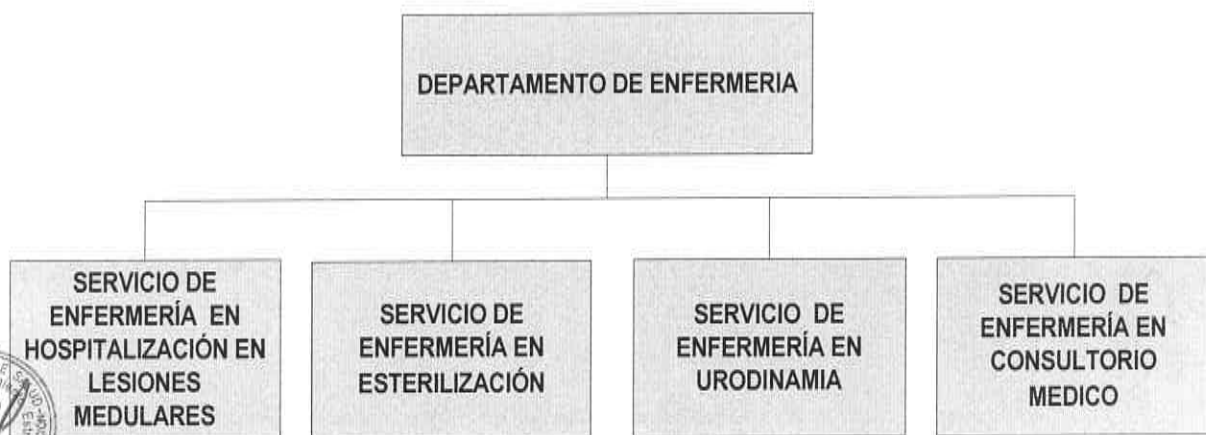 DEPARTAMENTO DE ENFERMERIA
SERVICIO DE
ENFERMERÍA EN
HOSPITALIZACIÓN EN
LESIONES
MEDULARES
SERVICIO DE
ENFERMERÍA EN
ESTERILIZACIÓN
SERVICIO DE
ENFERMERÍA EN
URODINAMIA
SERVICIO DE
ENFERMERÍA EN
CONSULTORIO
MEDICO